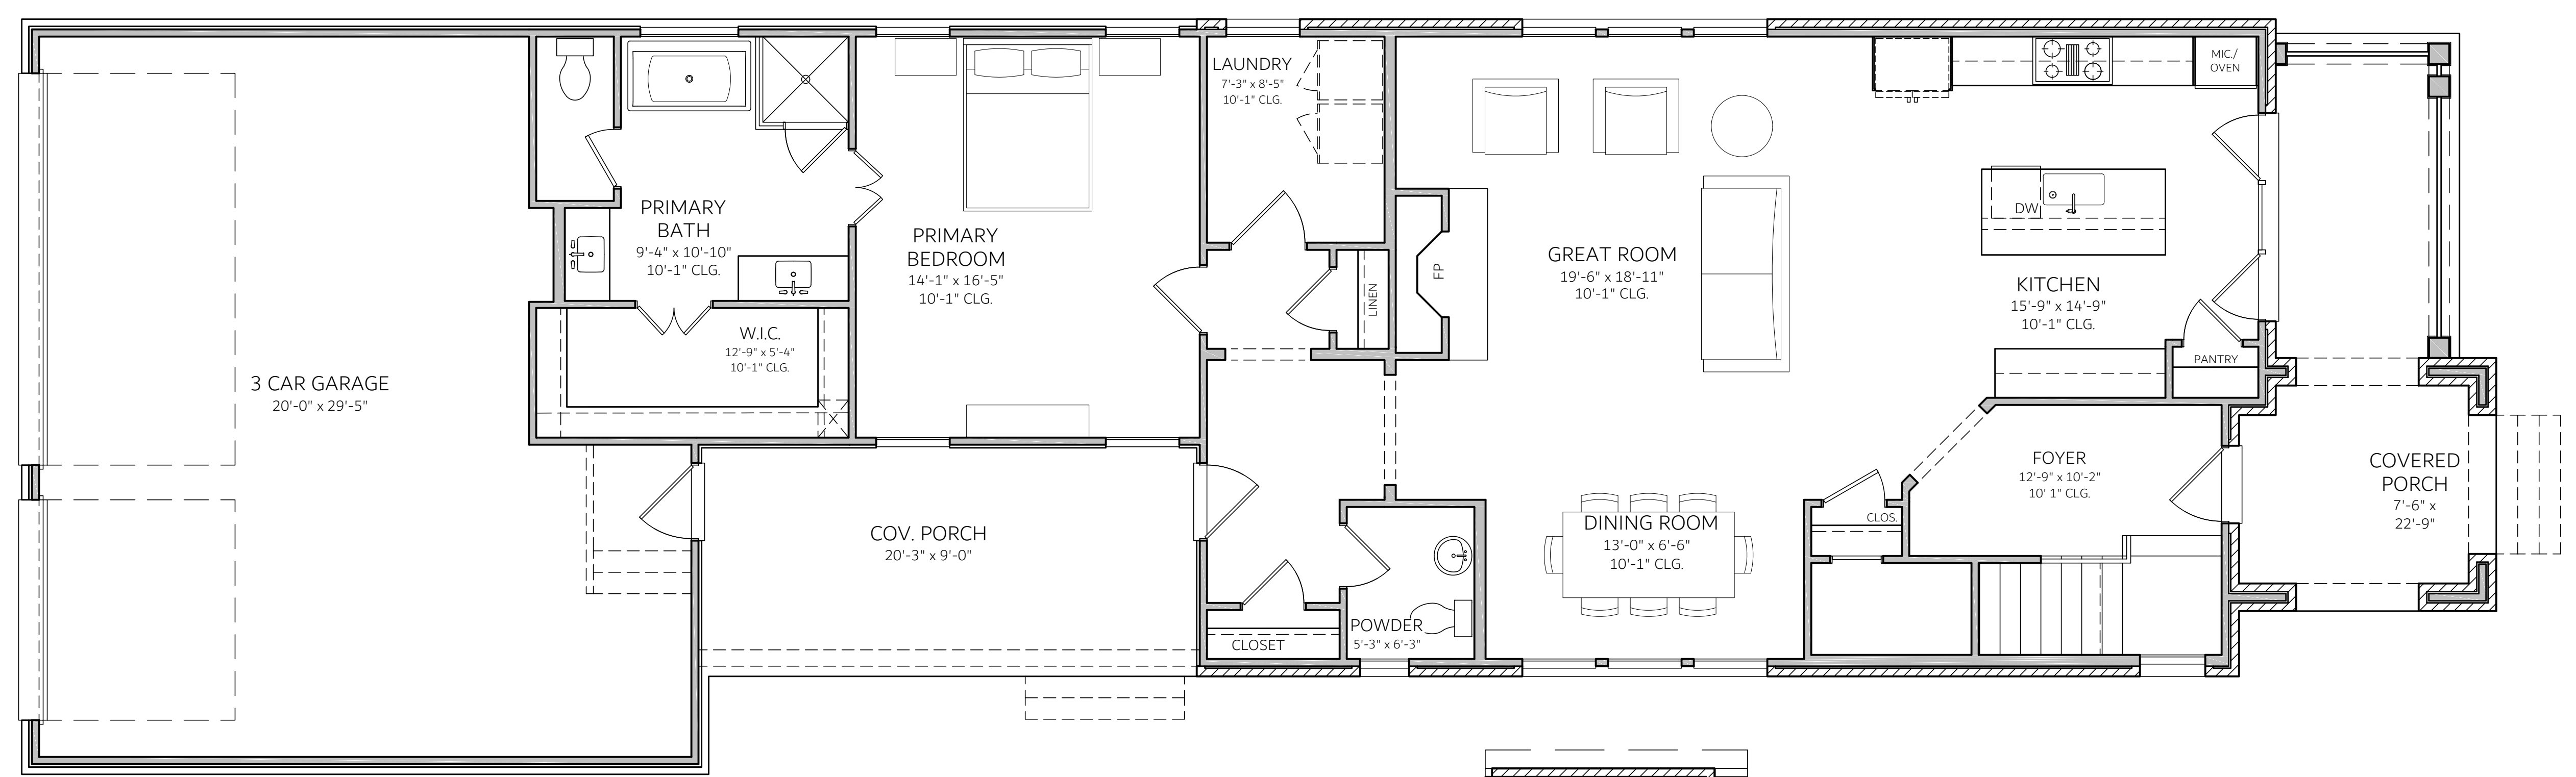 3 CAR GARAGE
20'-0" x 29'-5"
PRIMARY
BATH
9'-4" x 10'-10"
10'-1" CLG.
W.I.C.
12'-9" x 5'-4"
10'-1" CLG.
X
PRIMARY
BEDROOM
14'-1" x 16'-5"
10'-1" CLG.
COV. PORCH
20'-3" x 9'-0"
LAUNDRY
7'-3" x 8'-5"
10'-1" CLG.
LINEN
FP
CLOSET
POWDER
5'-3" x 6'-3"
GREAT ROOM
19'-6" x 18'-11"
10'-1" CLG.
DINING ROOM
13'-0" x 6'-6"
10'-1" CLG.
MIC./
OVEN
DW
KITCHEN
15'-9" x 14'-9"
10'-1" CLG.
PANTRY
CLOS.
FOYER
12'-9" x 10'-2"
10' 1" CLG.
COVERED
PORCH
7'-6" x
22'-9"